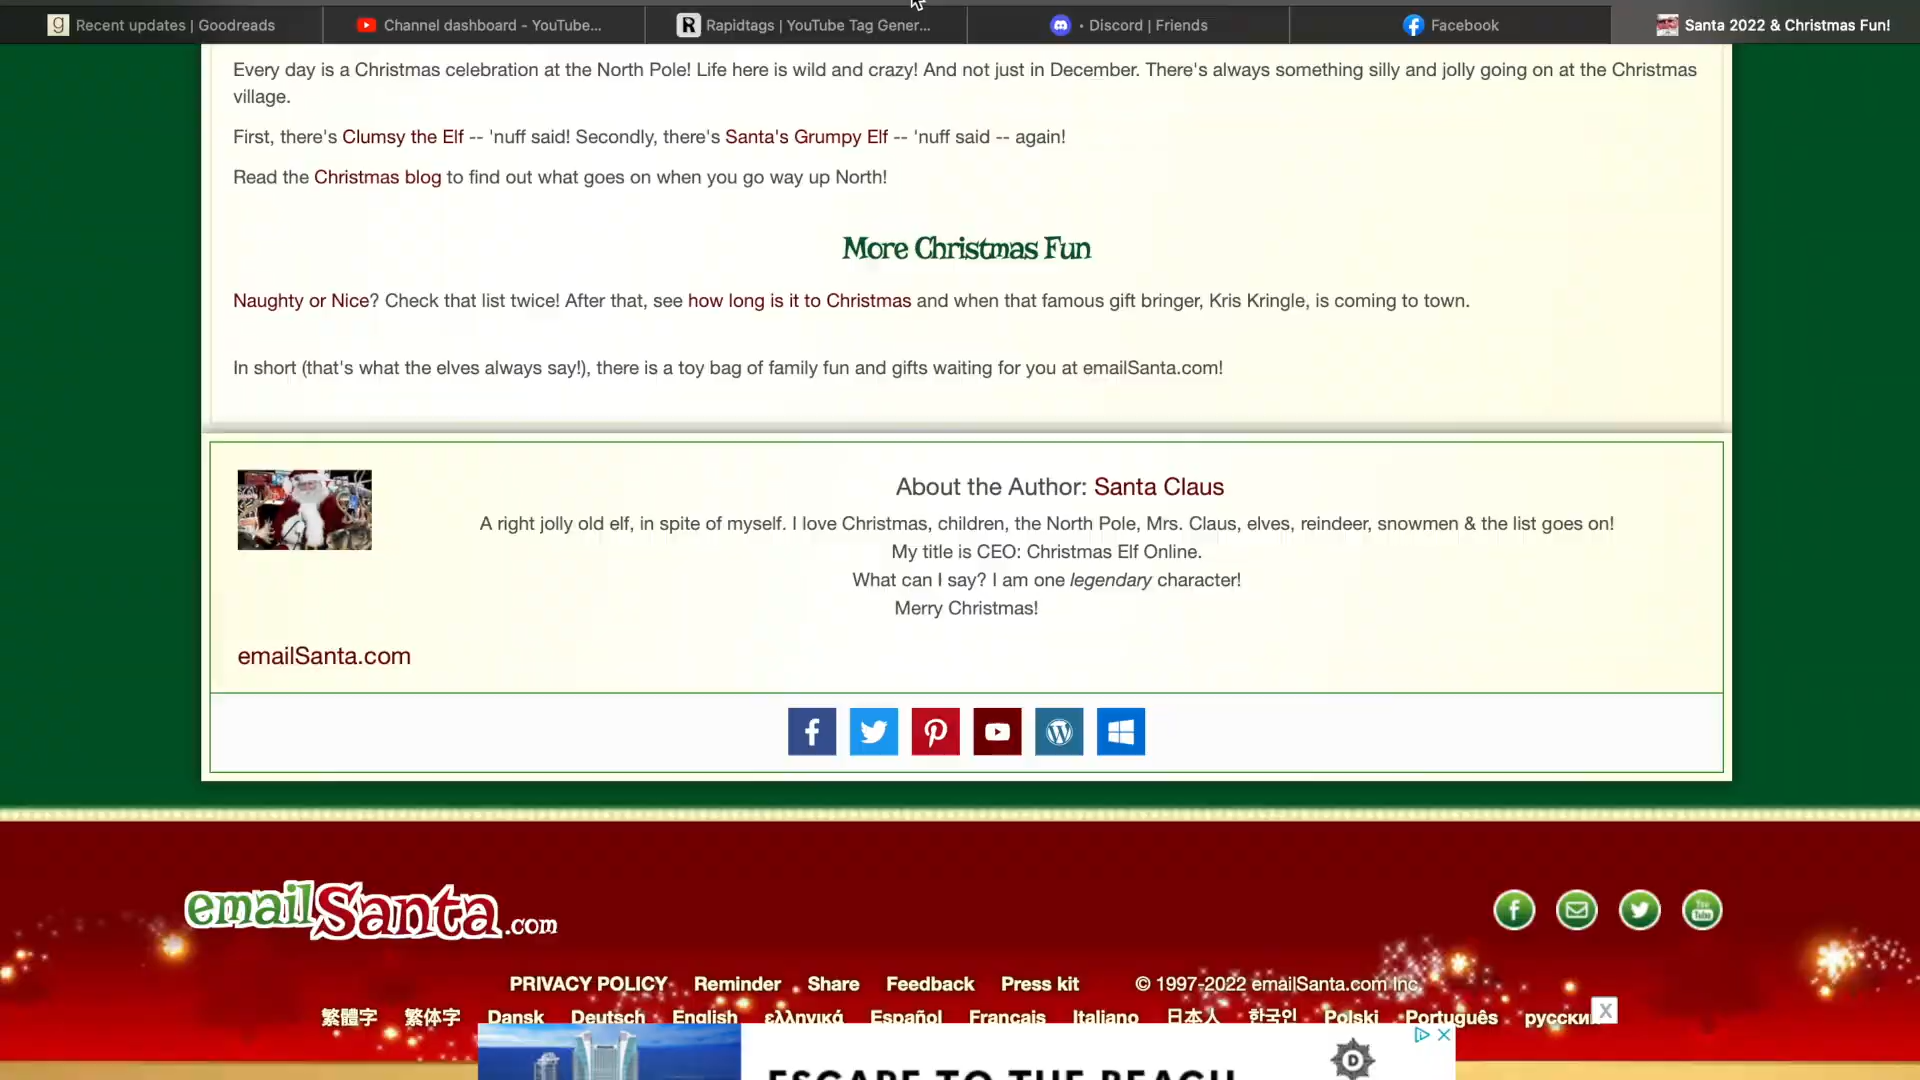 Recent updates | Goodreads
Channel dashboard - YouTube...
Rapidtags | YouTube Tag Gener...
· Discord | Friends
Facebook
Santa 2022 & Christmas Fun!
Every day is a Christmas celebration at the North Pole! Life here is wild and crazy! And not just in December. There's always something silly and jolly going on at the Christmas
village.
First, there's Clumsy the Elf -- 'nuff said! Secondly, there's Santa's Grumpy Elf -- 'nuff said -- again!
Read the Christmas blog to find out what goes on when you go way up North!
More Christmas Fun
Naughty or Nice? Check that list twice! After that, see how long is it to Christmas and when that famous gift bringer, Kris Kringle, is coming to town.
In short (that's what the elves always say!), there is a toy bag of family fun and gifts waiting for you at emailSanta.com!
About the Author: Santa Claus
A right jolly old elf, in spite of myself. I love Christmas, children, the North Pole, Mrs. Claus, elves, reindeer, snowmen & the list goes on!
My title is CEO: Christmas Elf Online.
What can I say? I am one legendary character!
Merry Christmas!
emailSanta.com
emailSanta.com
PRIVACY POLICY Reminder Share Feedback Press kit © 1997-2022 emailSanta.com Inc.
繁體字 繁体字 Dansk Deutsch English ελληνικά Español Français Italiano 日本人 한국인 Polski Português русски
X
ESCAPE TO THE BEACH